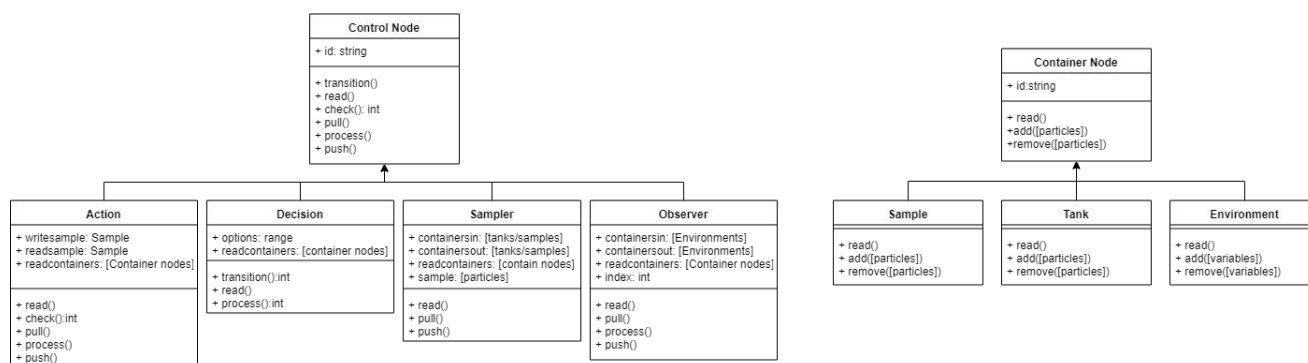 Control Node
+ id: string
+ transition()
+ read()
+ check(): int
+ pull()
+ process()
+ push()
Container Node
+ id:string
+ read()
+add([particles])
+remove([particles])
Action
+ writesample: Sample
+ readsample: Sample
+ readcontainers: [Container nodes]
+ read()
+ check():int
+ pull()
+ process()
+ push()
Decision
+ options: range
+ readcontainers: [container nodes]
+ transition():int
+ read()
+ process():int
Sampler
+ containersin: [tanks/samples]
+ containersout: [tanks/samples]
+ readcontainers: [contain nodes]
+ sample: [particles]
+ read()
+ pull()
+ push()
Observer
+ containersin: [Environments]
+ containersout: [Environments]
+ readcontainers: [Container nodes]
+ index: int
+ read()
+ pull()
+ process()
+ push()
Sample
+ read()
+ add([particles])
+ remove([particles])
Tank
+ read()
+ add([particles])
+ remove([particles])
Environment
+ read()
+ add([variables])
+ remove([variables])